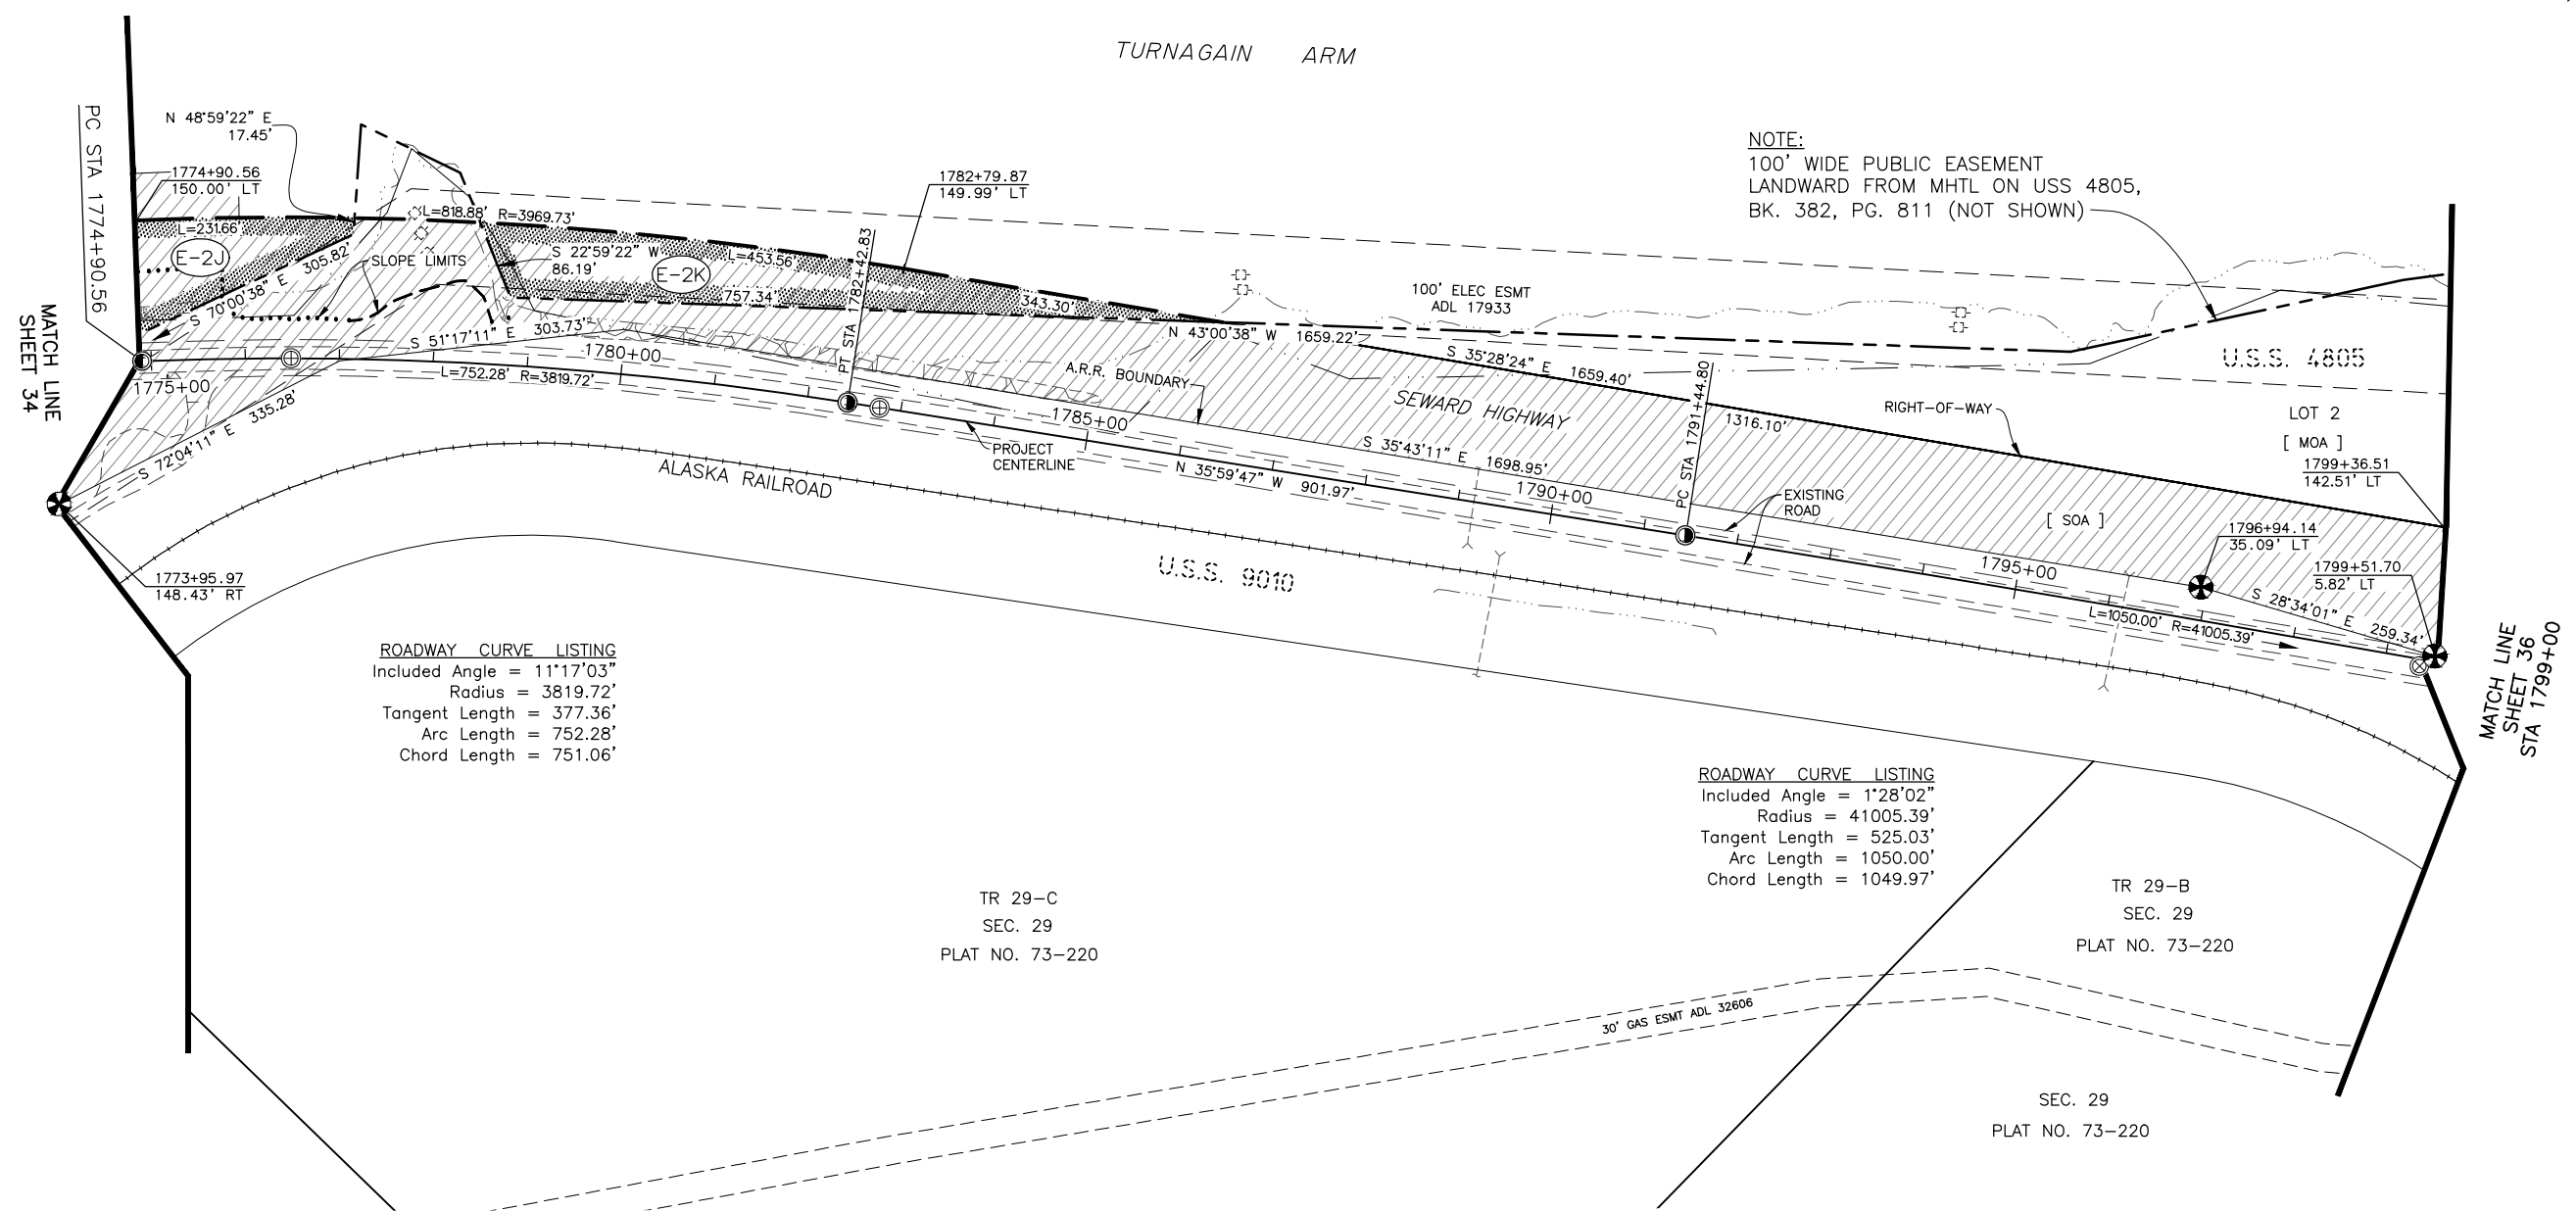 TURNAGAIN ARM
PC STA 1774+90.56
N 48°59'22" E
17.45'
1774+90.56
150.00' LT
L=231.66'
E-2J
S 70°00'38" E 305.82'
SLOPE LIMITS
L=818.88' R=3969.73'
S 22°59'22" W
86.19'
E-2K
L=453.56'
757.34'
343.30'
1782+79.87
149.99' LT
PT STA 1782+42.83
NOTE:
100' WIDE PUBLIC EASEMENT
LANDWARD FROM MHTL ON USS 4805,
BK. 382, PG. 811 (NOT SHOWN)
100' ELEC ESMT
ADL 17933
N 43°00'38" W 1659.22'
S 35°28'24" E 1659.40'
1316.10'
MATCH LINE
SHEET 34
1775+00
S 51°17'11" E 303.73'
1780+00
L=752.28' R=3819.72'
S 72°04'11" E 335.28'
A.R.R. BOUNDARY
1785+00
SEWARD HIGHWAY
PC STA 1791+44.80
RIGHT-OF-WAY
U.S.S. 4805
LOT 2
[ MOA ]
1799+36.51
142.51' LT
PROJECT
CENTERLINE
S 35°43'11" E 1698.95'
N 35°59'47" W 901.97'
1790+00
EXISTING
ROAD
[ SOA ]
1796+94.14
35.09' LT
1795+00
1799+51.70
5.82' LT
S 28°34'01" E 259.34'
L=1050.00' R=41005.39'
ALASKA RAILROAD
U.S.S. 9010
1773+95.97
148.43' RT
MATCH LINE
SHEET 36
STA 1799+00
ROADWAY CURVE LISTING
Included Angle = 11°17'03"
Radius = 3819.72'
Tangent Length = 377.36'
Arc Length = 752.28'
Chord Length = 751.06'
ROADWAY CURVE LISTING
Included Angle = 1°28'02"
Radius = 41005.39'
Tangent Length = 525.03'
Arc Length = 1050.00'
Chord Length = 1049.97'
TR 29-C
SEC. 29
PLAT NO. 73-220
TR 29-B
SEC. 29
PLAT NO. 73-220
30' GAS ESMT ADL 32606
SEC. 29
PLAT NO. 73-220